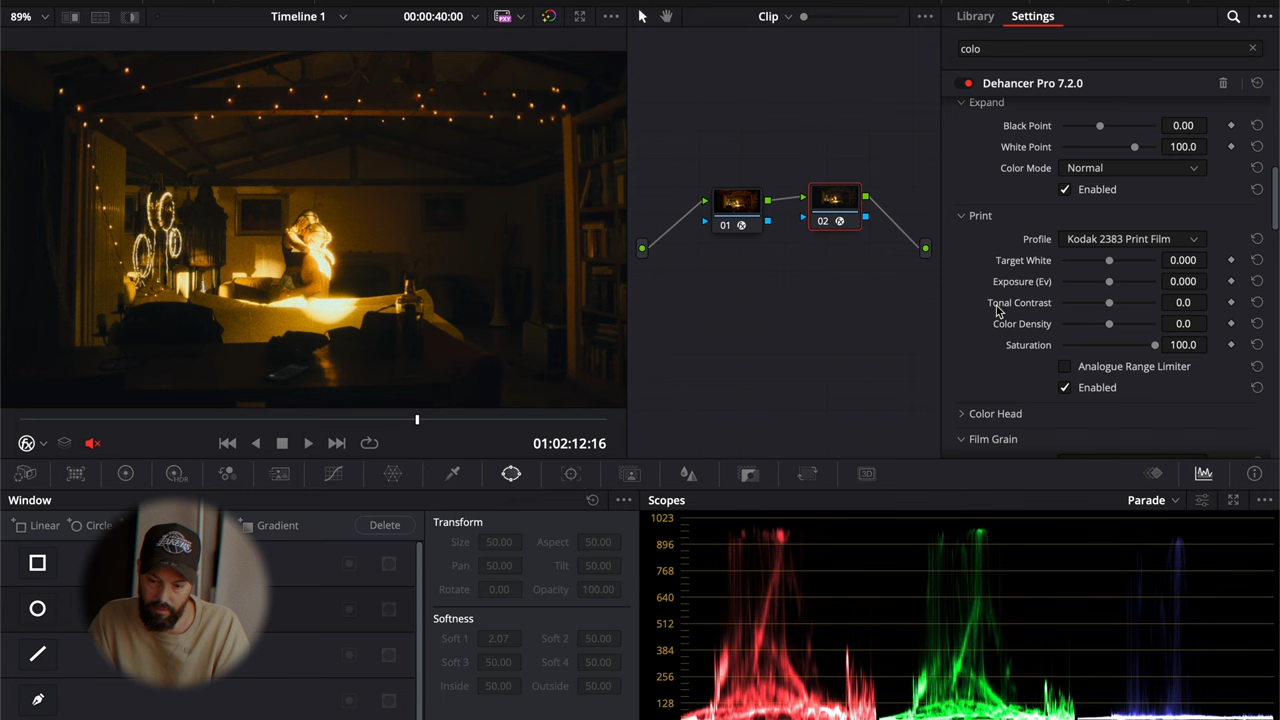 89%
Timeline 1
00:00:40:00
PXY
Clip
Library
Settings
colo
Dehancer Pro 7.2.0
Expand
Black Point
0.00
White Point
100.0
Color Mode
Normal
Enabled
01
02
Print
Profile
Kodak 2383 Print Film
Target White
0.000
Exposure (Ev)
0.000
Tonal Contrast
0.0
Color Density
0.0
Saturation
100.0
Analogue Range Limiter
Enabled
Color Head
Film Grain
fx
01:02:12:16
HDR
3D
Window
Linear
Circle
Gradient
Delete
Transform
Size
50.00
Aspect
50.00
Pan
50.00
Tilt
50.00
Rotate
0.00
Opacity
100.00
Softness
Soft 1
2.07
Soft 2
50.00
Soft 3
50.00
Soft 4
50.00
Inside
50.00
Outside
50.00
LAKERS
Scopes
Parade
1023
896
768
640
512
384
256
128